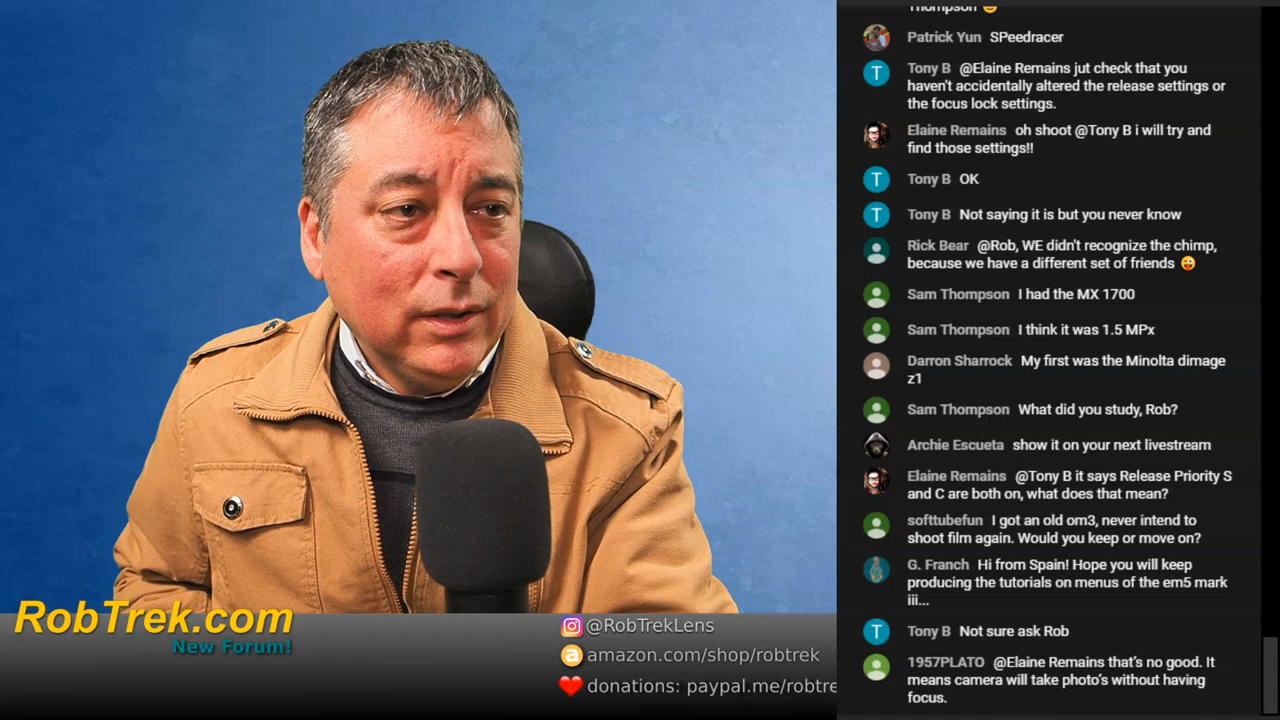 Thompson
Patrick Yun SPeedracer
T Tony B @Elaine Remains jut check that you
haven't accidentally altered the release settings or
the focus lock settings.
Elaine Remains oh shoot @Tony B i will try and
find those settings!!
T Tony B OK
T Tony B Not saying it is but you never know
Rick Bear @Rob, WE didn't recognize the chimp,
because we have a different set of friends 😜
Sam Thompson I had the MX 1700
Sam Thompson I think it was 1.5 MPx
Darron Sharrock My first was the Minolta dimage
z1
Sam Thompson What did you study, Rob?
Archie Escueta show it on your next livestream
Elaine Remains @Tony B it says Release Priority S
and C are both on, what does that mean?
softtubefun I got an old om3, never intend to
shoot film again. Would you keep or move on?
G. Franch Hi from Spain! Hope you will keep
producing the tutorials on menus of the em5 mark
iii...
T Tony B Not sure ask Rob
1957PLATO @Elaine Remains that's no good. It
means camera will take photo's without having
focus.
RobTrek.com
New Forum!
@RobTrekLens
a amazon.com/shop/robtrek
donations: paypal.me/robtre